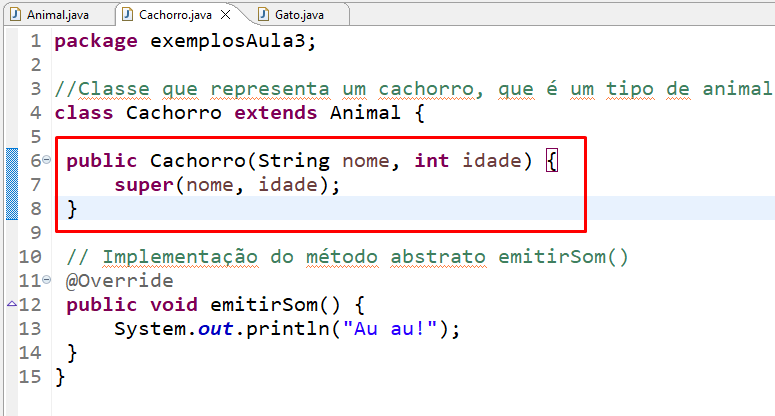 Animal.java Cachorro.java Gato.java
1 package exemplosAula3;
2
3 //Classe que representa um cachorro, que é um tipo de animal
4 class Cachorro extends Animal {
5
6 public Cachorro(String nome, int idade) {
7 super(nome, idade);
8 }
9
10 // Implementação do método abstrato emitirSom()
11 @Override
12 public void emitirSom() {
13 System.out.println("Au au!");
14 }
15 }